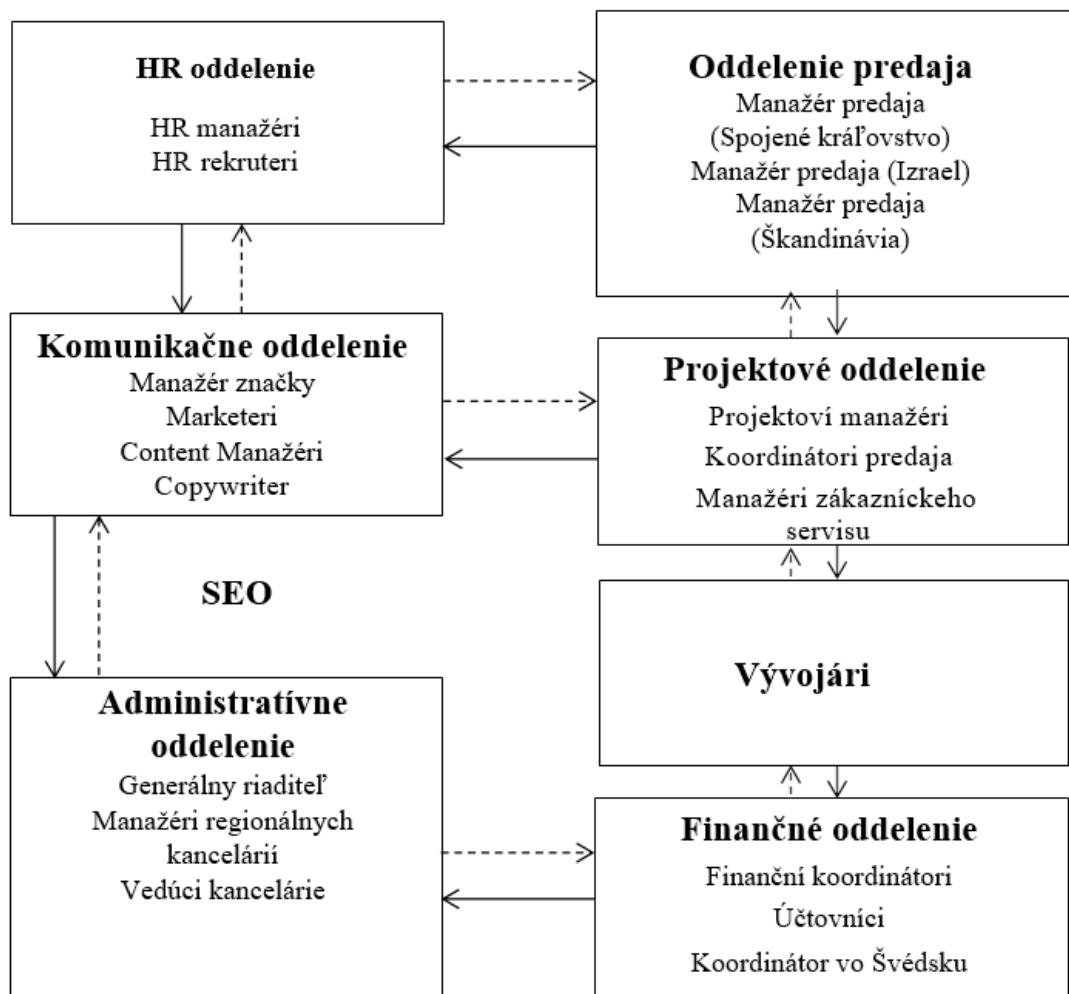 HR oddelenie
HR manažéri
HR rekruteri
Oddelenie predaja
Manažér predaja
(Spojené kráľovstvo)
Manažér predaja (Izrael)
Manažér predaja
(Škandinávia)
Komunikačne oddelenie
Manažér značky
Marketeri
Content Manažéri
Copywriter
Projektové oddelenie
Projektoví manažéri
Koordinátori predaja
Manažéri zákazníckeho
servisu
SEO
Vývojári
Administratívne
oddelenie
Generálny riaditeľ
Manažéri regionálnych
kancelárií
Vedúci kancelárie
Finančné oddelenie
Finanční koordinátori
Účtovníci
Koordinátor vo Švédsku